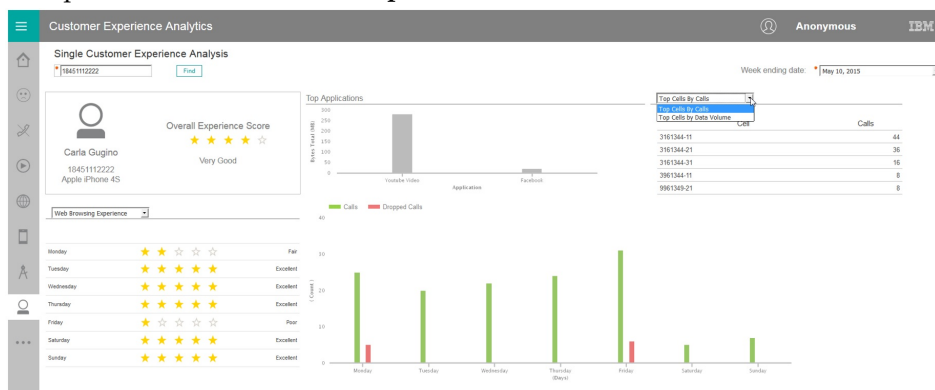 Customer Experience Analytics
Anonymous
IBM
Single Customer Experience Analysis
* 18451112222
Find
Week ending date: * May 10, 2015
Carla Gugino
18451112222
Apple iPhone 4S
Overall Experience Score
Very Good
Top Applications
Bytes Total (MB)
300
250
200
150
100
50
0
Youtube Video
Facebook
Application
Top Cells By Calls
Top Cells By Calls
Top Cells by Data Volume
Cell Calls
3161344-11 44
3161344-21 36
3161344-31 16
3961344-11 8
9961349-21 8
Web Browsing Experience
Monday Fair
Tuesday Excellent
Wednesday Excellent
Thursday Excellent
Friday Poor
Saturday Excellent
Sunday Excellent
Calls Dropped Calls
( Count )
40
30
20
10
0
Monday Tuesday Wednesday Thursday Friday Saturday Sunday
(Days)